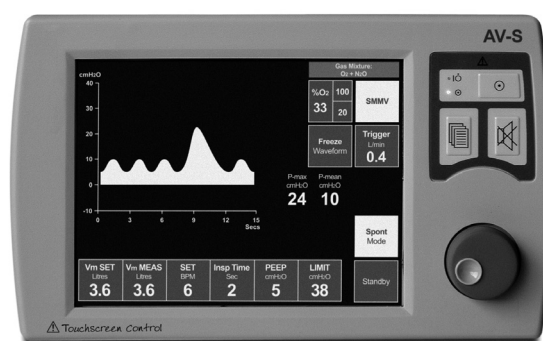 AV-S
Gas Mixture:
O2 + N2O
cmH2O
40
30
20
10
0
-10
0 3 6 9 12 15
Secs
%O2 100
33 20
SMMV
Freeze
Waveform
Trigger
L/min
0.4
P-max P-mean
cmH2O cmH2O
24 10
Spont
Mode
Vm SET Vm MEAS SET Insp Time PEEP LIMIT
Litres Litres BPM Sec cmH2O cmH2O
3.6 3.6 6 2 5 38
Standby
Touchscreen Control